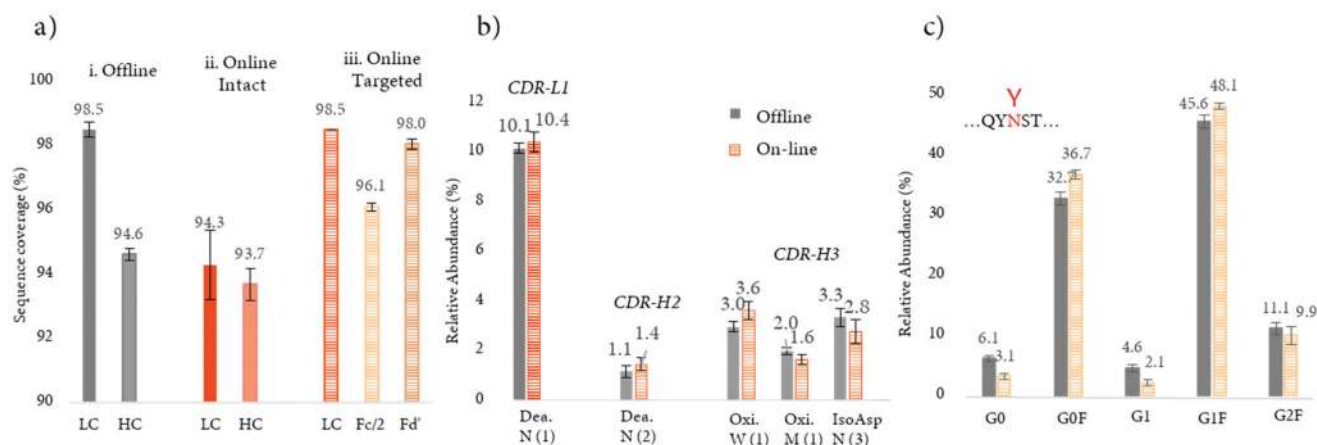 a)
i. Offline
ii. Online
Intact
iii. Online
Targeted
Sequence coverage (%)
100
98
96
94
92
90
98.5
94.6
94.3
93.7
98.5
96.1
98.0
LC HC LC HC LC Fc/2 Fd'
b)
CDR-L1
CDR-H2
CDR-H3
Offline
On-line
Relative Abundance (%)
12
10
8
6
4
2
0
10.1 10.4
1.1 1.4
3.0 3.6
2.0 1.6
3.3 2.8
Dea. Dea. Oxi. Oxi. IsoAsp
N (1) N (2) W (1) M (1) N (3)
c)
Y
...QYNST...
Relative Abundance (%)
50
40
30
20
10
0
6.1 3.1
36.7
4.6 2.1
45.6 48.1
11.1 9.9
G0 G0F G1 G1F G2F